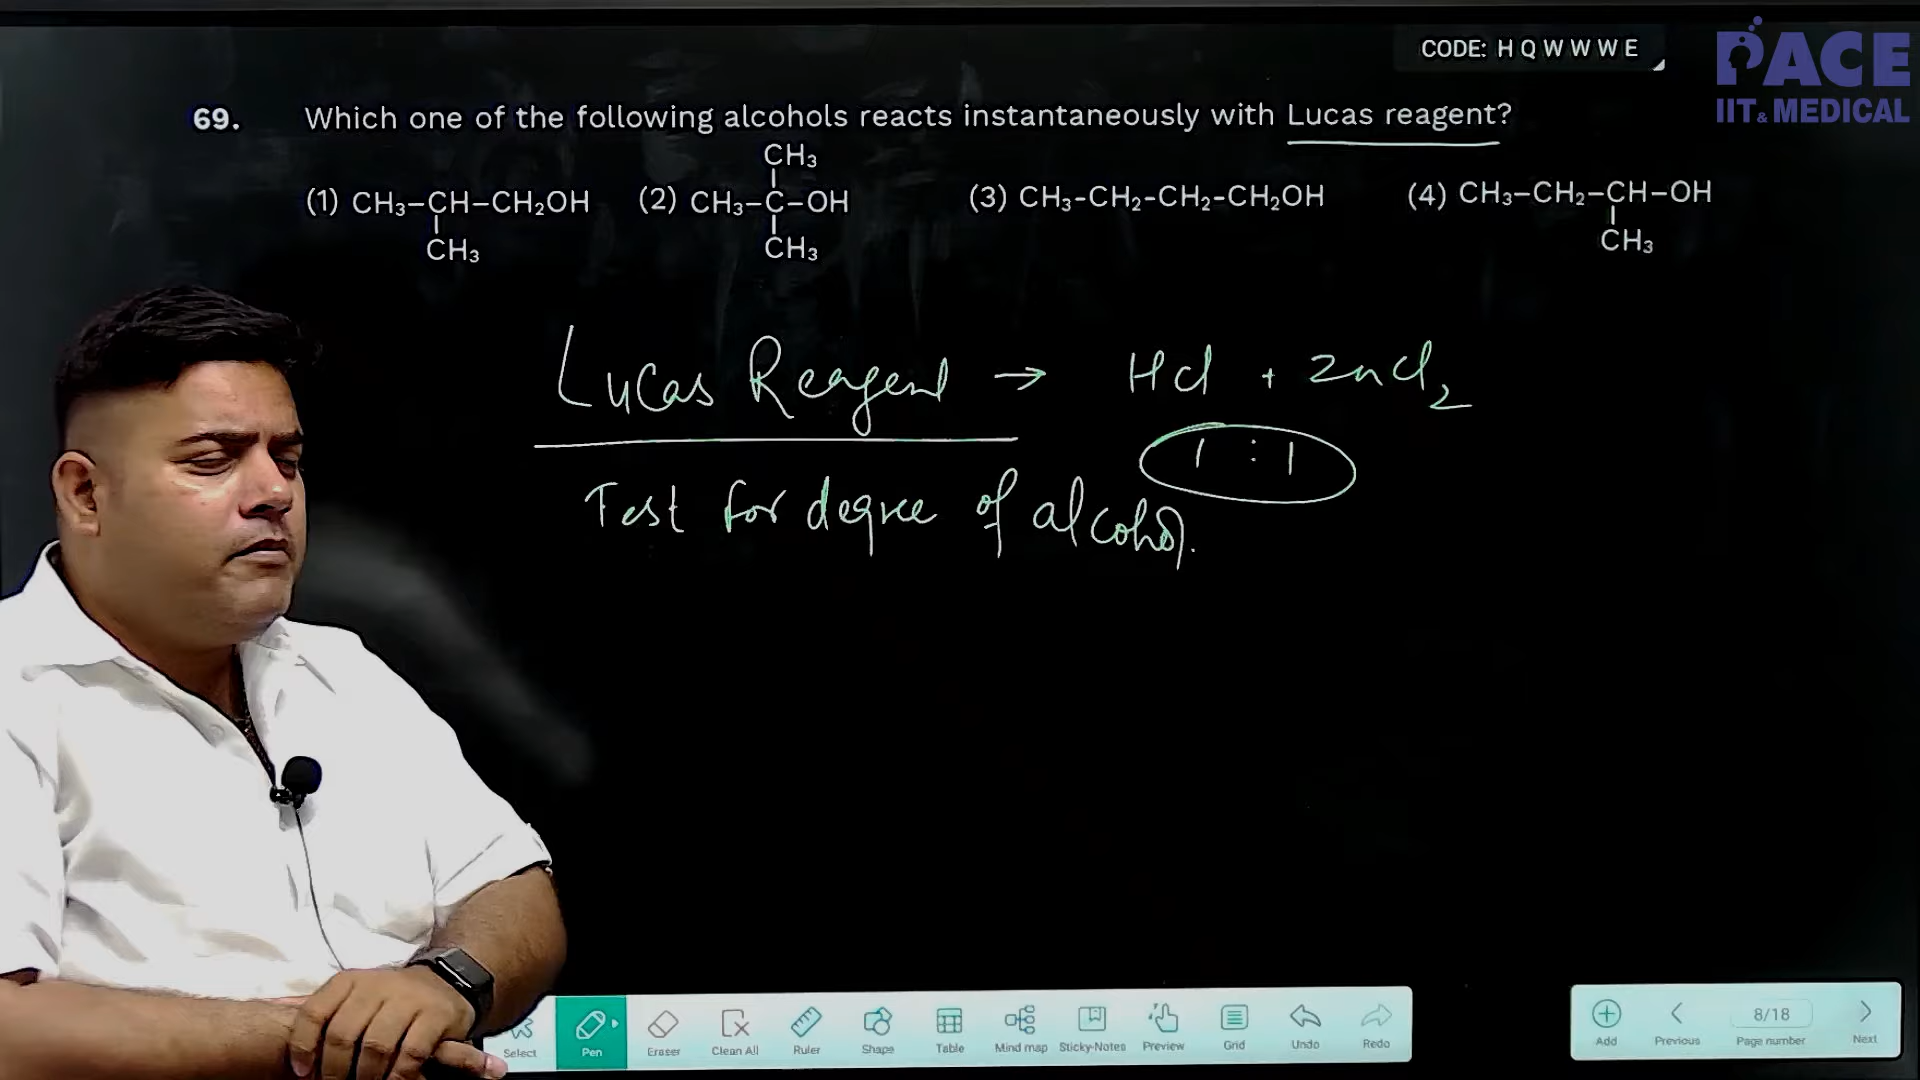 CODE: H Q W W W E
PACE
IIT & MEDICAL
69. Which one of the following alcohols reacts instantaneously with Lucas reagent?
(1) CH₃–CH–CH₂OH
CH₃
(2) CH₃–C–OH
CH₃
CH₃
(3) CH₃-CH₂-CH₂-CH₂OH
(4) CH₃–CH₂–CH–OH
CH₃
Lucas Reagent → HCl + ZnCl₂
1 : 1
Test for degree of alcohol.
Select Pen Eraser Clean All Ruler Shape Table Mind map Sticky-Notes Preview Grid Undo Redo
Add Previous 8/18 Page number Next